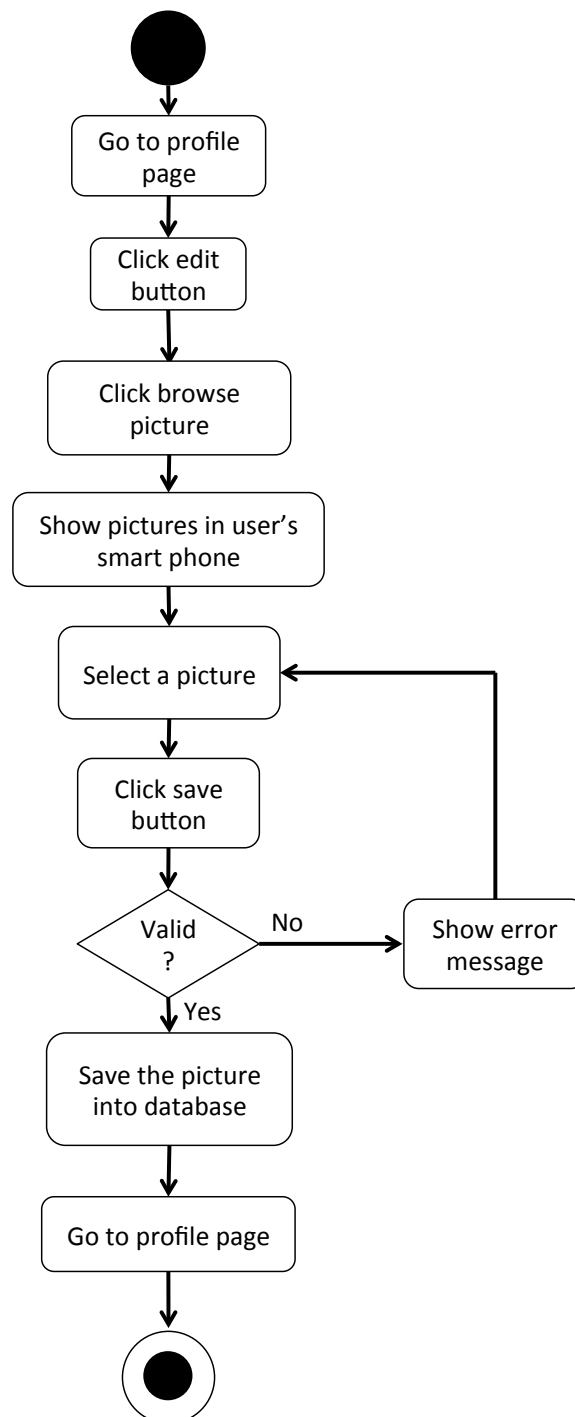 Go to profile
page
Click edit
button
Click browse
picture
Show pictures in user’s
smart phone
Select a picture
Click save
button
Valid
?
No
Show error
message
Yes
Save the picture
into database
Go to profile page